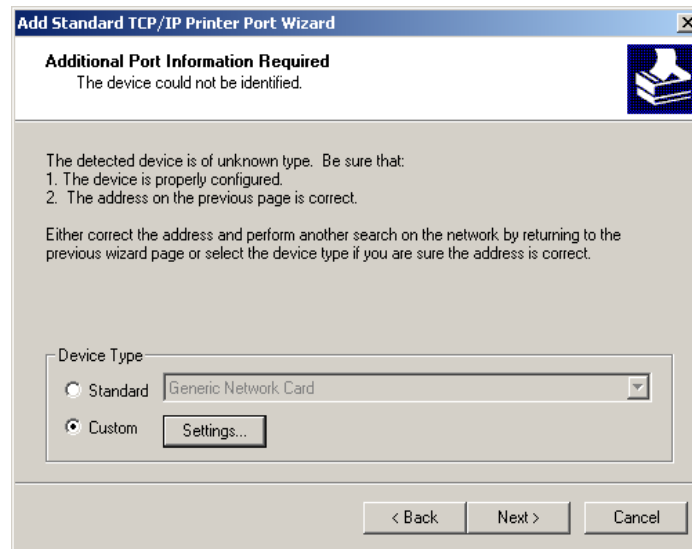 Add Standard TCP/IP Printer Port Wizard
Additional Port Information Required
The device could not be identified.
The detected device is of unknown type.  Be sure that:
1. The device is properly configured.
2.  The address on the previous page is correct.
Either correct the address and perform another search on the network by returning to the
previous wizard page or select the device type if you are sure the address is correct.
Device Type
Standard
Generic Network Card
Custom
Settings...
< Back
Next >
Cancel